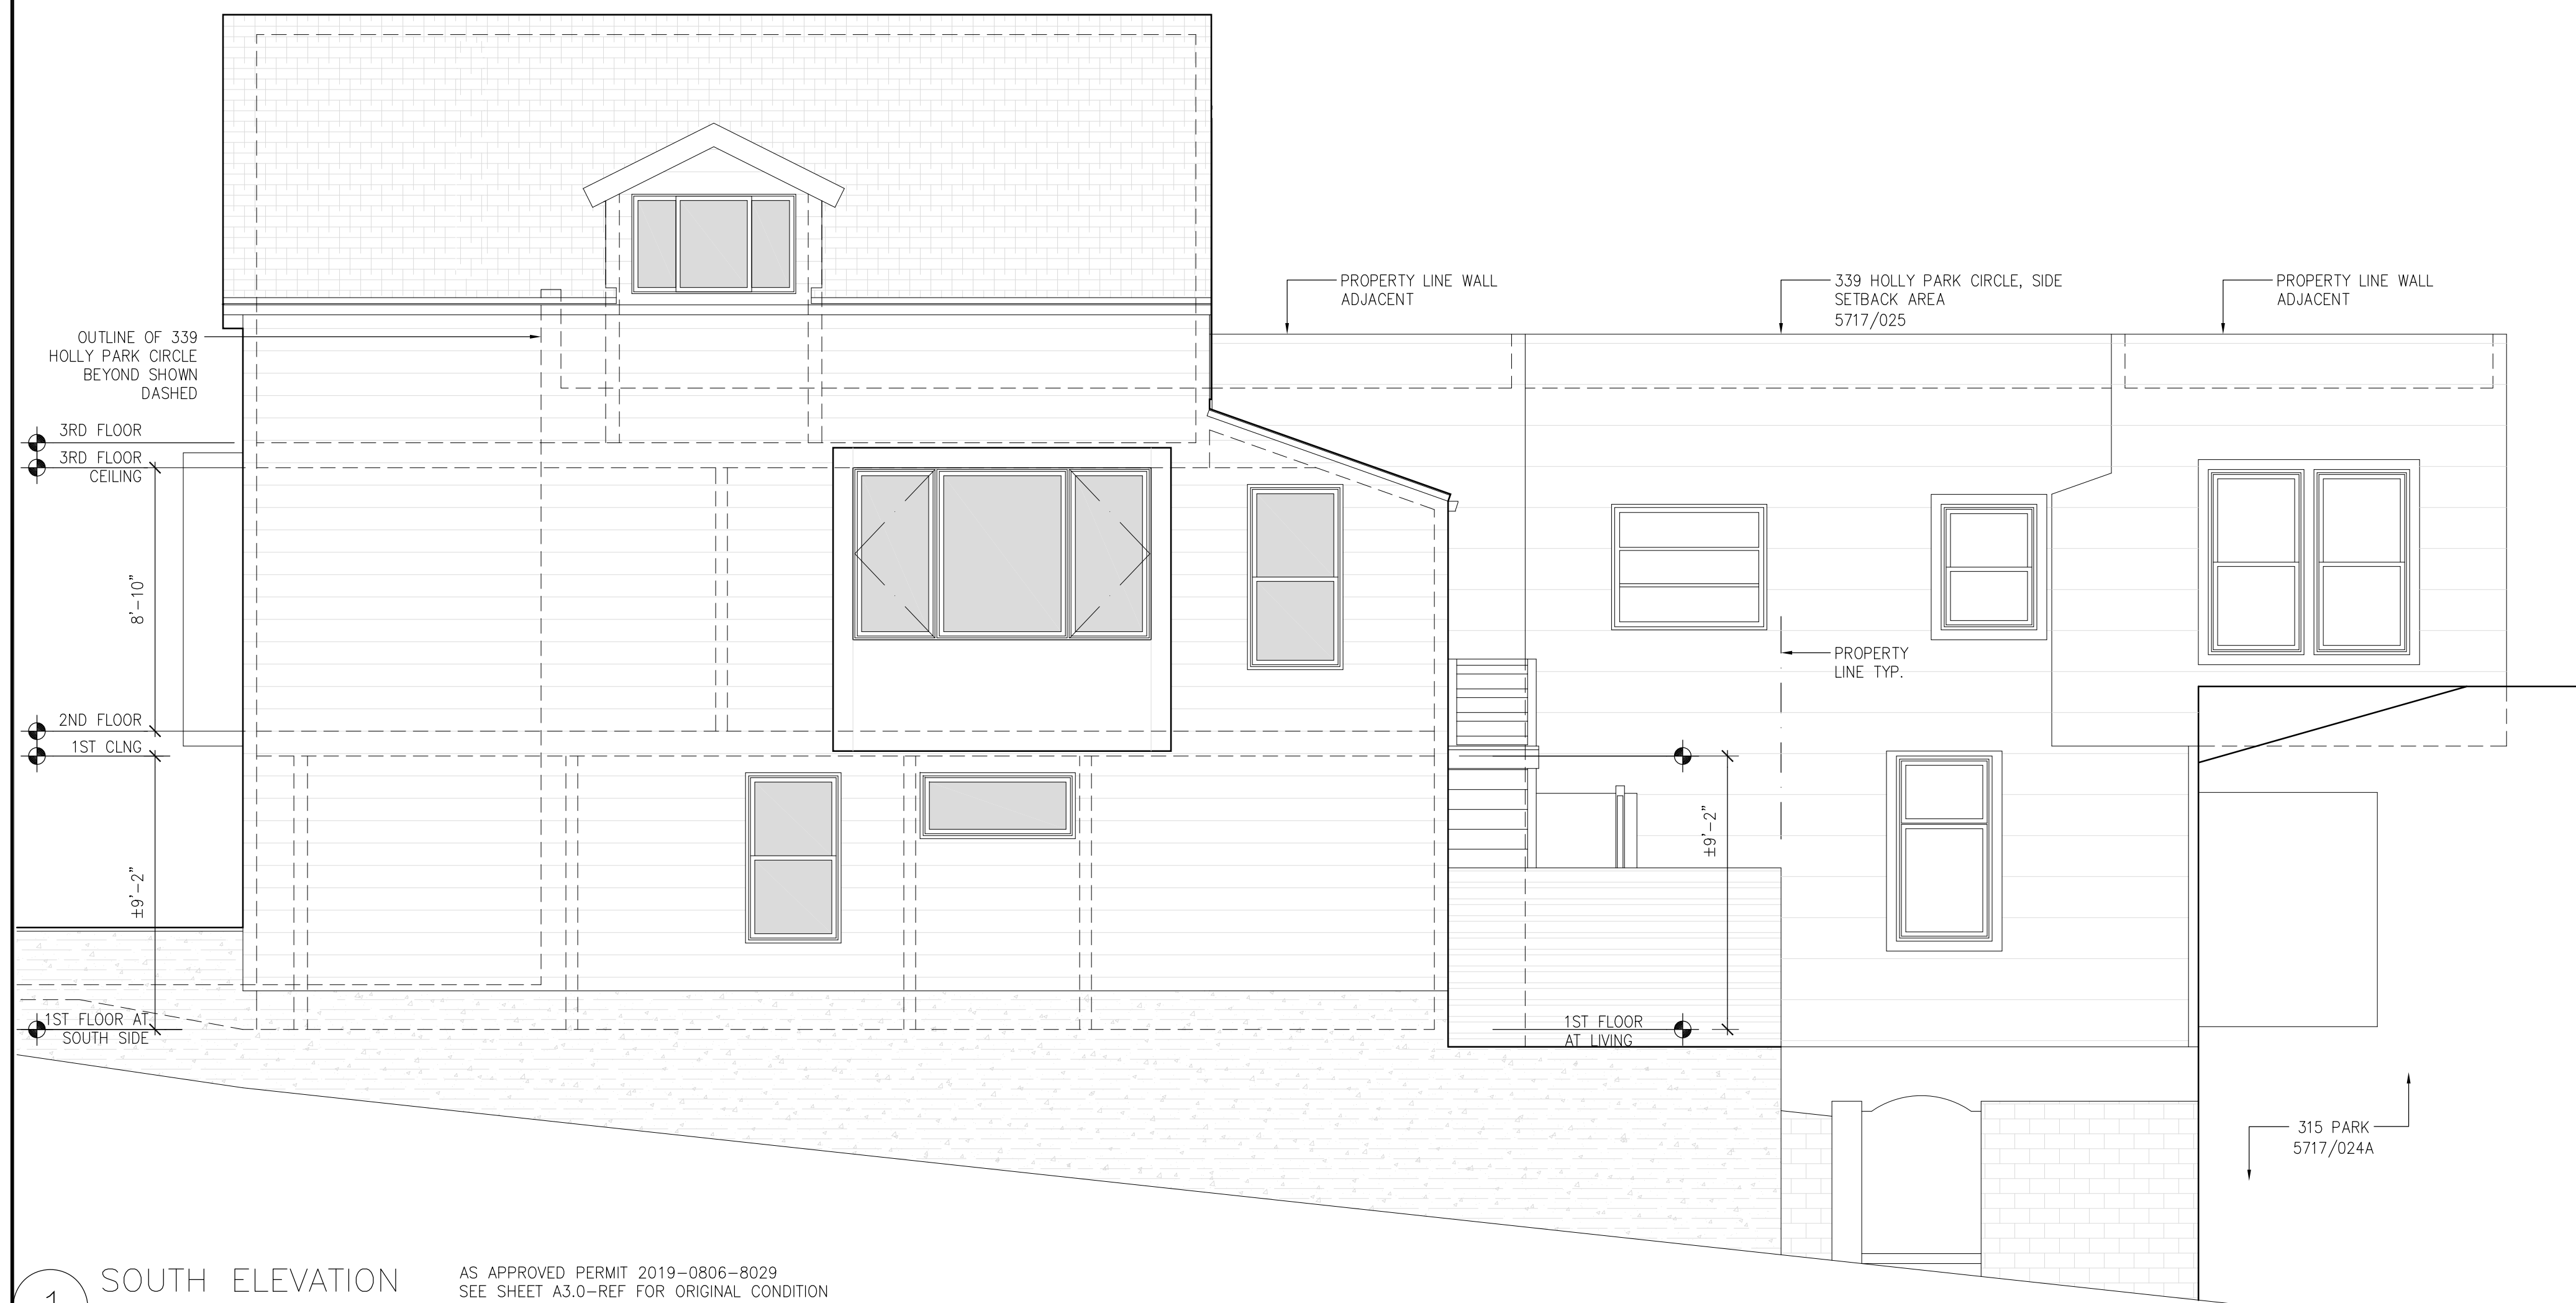 PROPERTY LINE WALL
ADJACENT
339 HOLLY PARK CIRCLE, SIDE
SETBACK AREA
5717/025
PROPERTY LINE WALL
ADJACENT
OUTLINE OF 339
HOLLY PARK CIRCLE
BEYOND SHOWN
DASHED
3RD FLOOR
3RD FLOOR
CEILING
8'-10"
PROPERTY
LINE TYP.
2ND FLOOR
1ST CLNG
±9'-2"
±9'-2"
1ST FLOOR AT
SOUTH SIDE
1ST FLOOR
AT LIVING
315 PARK
5717/024A
1
SOUTH ELEVATION
AS APPROVED PERMIT 2019-0806-8029
SEE SHEET A3.0-REF FOR ORIGINAL CONDITION